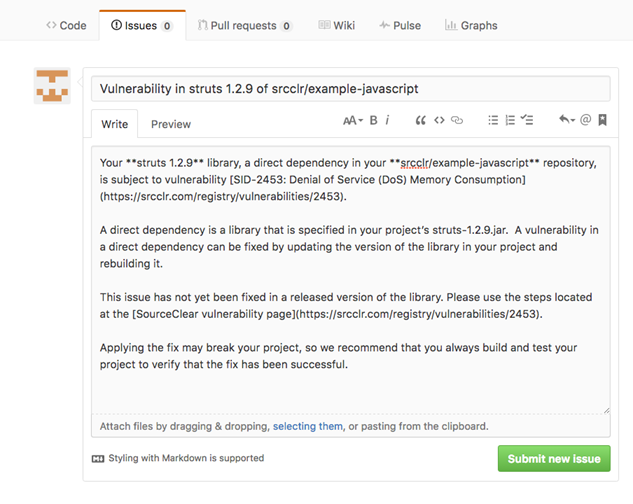 Code Issues 0 Pull requests 0 Wiki Pulse Graphs
Vulnerability in struts 1.2.9 of srcclr/example-javascript
Write Preview AA B i
Your **struts 1.2.9** library, a direct dependency in your **srcclr/example-javascript** repository,
is subject to vulnerability [SID-2453: Denial of Service (DoS) Memory Consumption]
(https://srcclr.com/registry/vulnerabilities/2453).
A direct dependency is a library that is specified in your project's struts-1.2.9.jar. A vulnerability in
a direct dependency can be fixed by updating the version of the library in your project and
rebuilding it.
This issue has not yet been fixed in a released version of the library. Please use the steps located
at the [SourceClear vulnerability page](https://srcclr.com/registry/vulnerabilities/2453).
Applying the fix may break your project, so we recommend that you always build and test your
project to verify that the fix has been successful.
Attach files by dragging & dropping, selecting them, or pasting from the clipboard.
Styling with Markdown is supported
Submit new issue